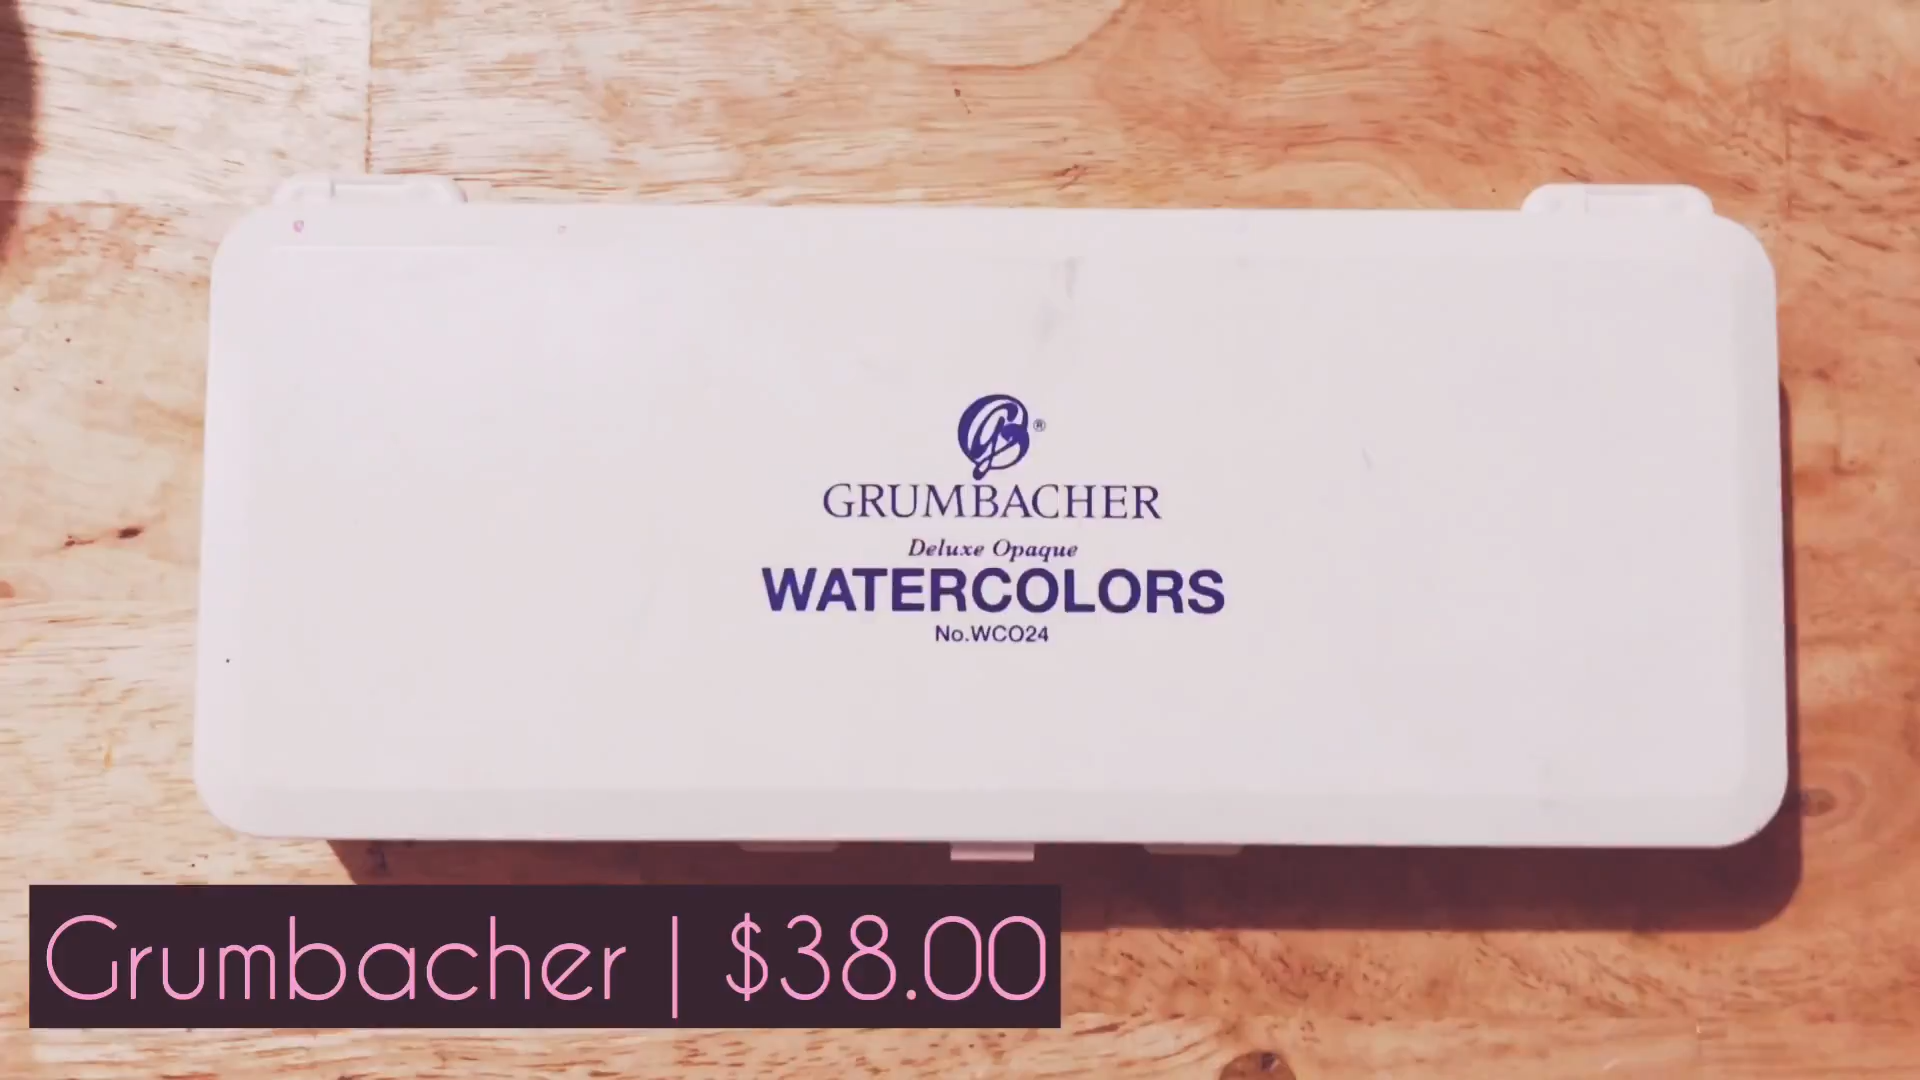 ®
GRUMBACHER
Deluxe Opaque
WATERCOLORS
No.WCO24
Grumbacher | $38.00